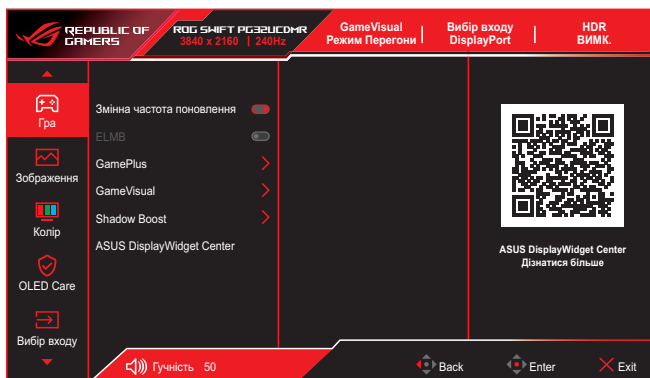 REPUBLIC OF
GAMERS
ROG SWIFT PG32UCDMR
3840 x 2160 | 240Hz
GameVisual
Режим Перегони
Вибір входу
DisplayPort
HDR
ВИМК.
Гра
Зображення
Колір
OLED Care
Вибір входу
Змінна частота поновлення
ELMB
GamePlus
GameVisual
Shadow Boost
ASUS DisplayWidget Center
ASUS DisplayWidget Center
Дізнатися більше
Гучність 50
Back
Enter
Exit